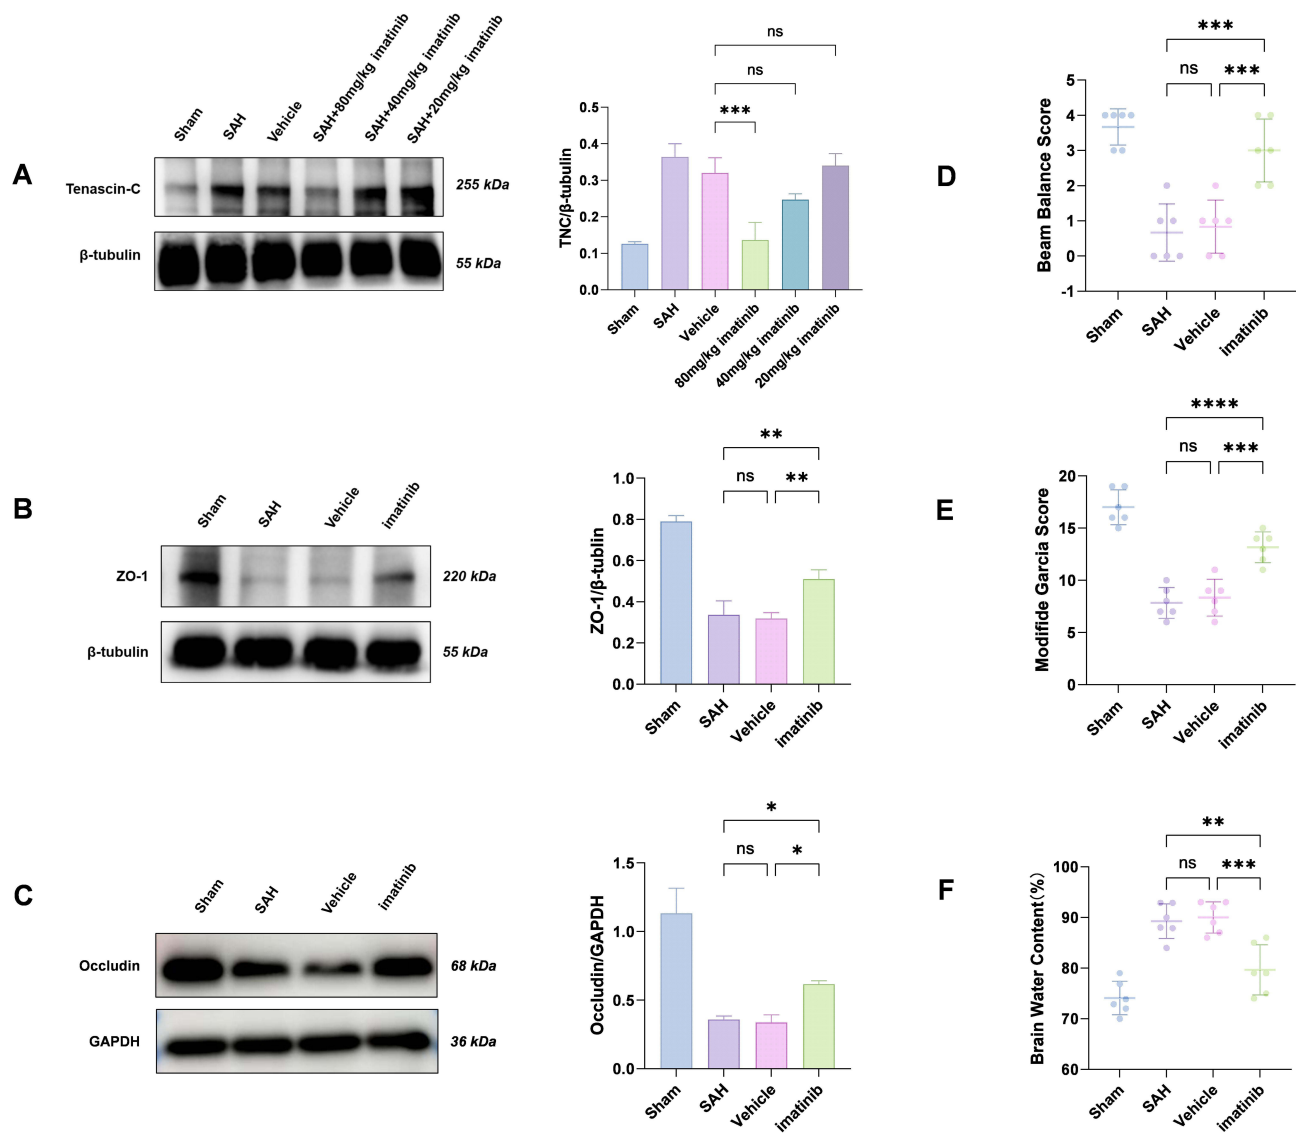 A
Sham
SAH
Vehicle
SAH+80mg/kg imatinib
SAH+40mg/kg imatinib
SAH+20mg/kg imatinib
Tenascin-C
255 kDa
β-tubulin
55 kDa
ns
ns
***
TNC/β-tubulin
0.5
0.4
0.3
0.2
0.1
0.0
Sham
SAH
Vehicle
80mg/kg imatinib
40mg/kg imatinib
20mg/kg imatinib
D
***
ns
***
Beam Balance Score
5
4
3
2
1
0
-1
Sham
SAH
Vehicle
imatinib
B
Sham
SAH
Vehicle
imatinib
ZO-1
220 kDa
β-tubulin
55 kDa
**
ns
**
ZO-1/β-tublin
1.0
0.8
0.6
0.4
0.2
0.0
Sham
SAH
Vehicle
imatinib
E
****
ns
***
Modifide Garcia Score
20
15
10
5
0
Sham
SAH
Vehicle
imatinib
C
Sham
SAH
Vehicle
imatinib
Occludin
68 kDa
GAPDH
36 kDa
*
ns
*
Occludin/GAPDH
1.5
1.0
0.5
0.0
Sham
SAH
Vehicle
imatinib
F
**
ns
***
Brain Water Content(%)
100
90
80
70
60
Sham
SAH
Vehicle
imatinib